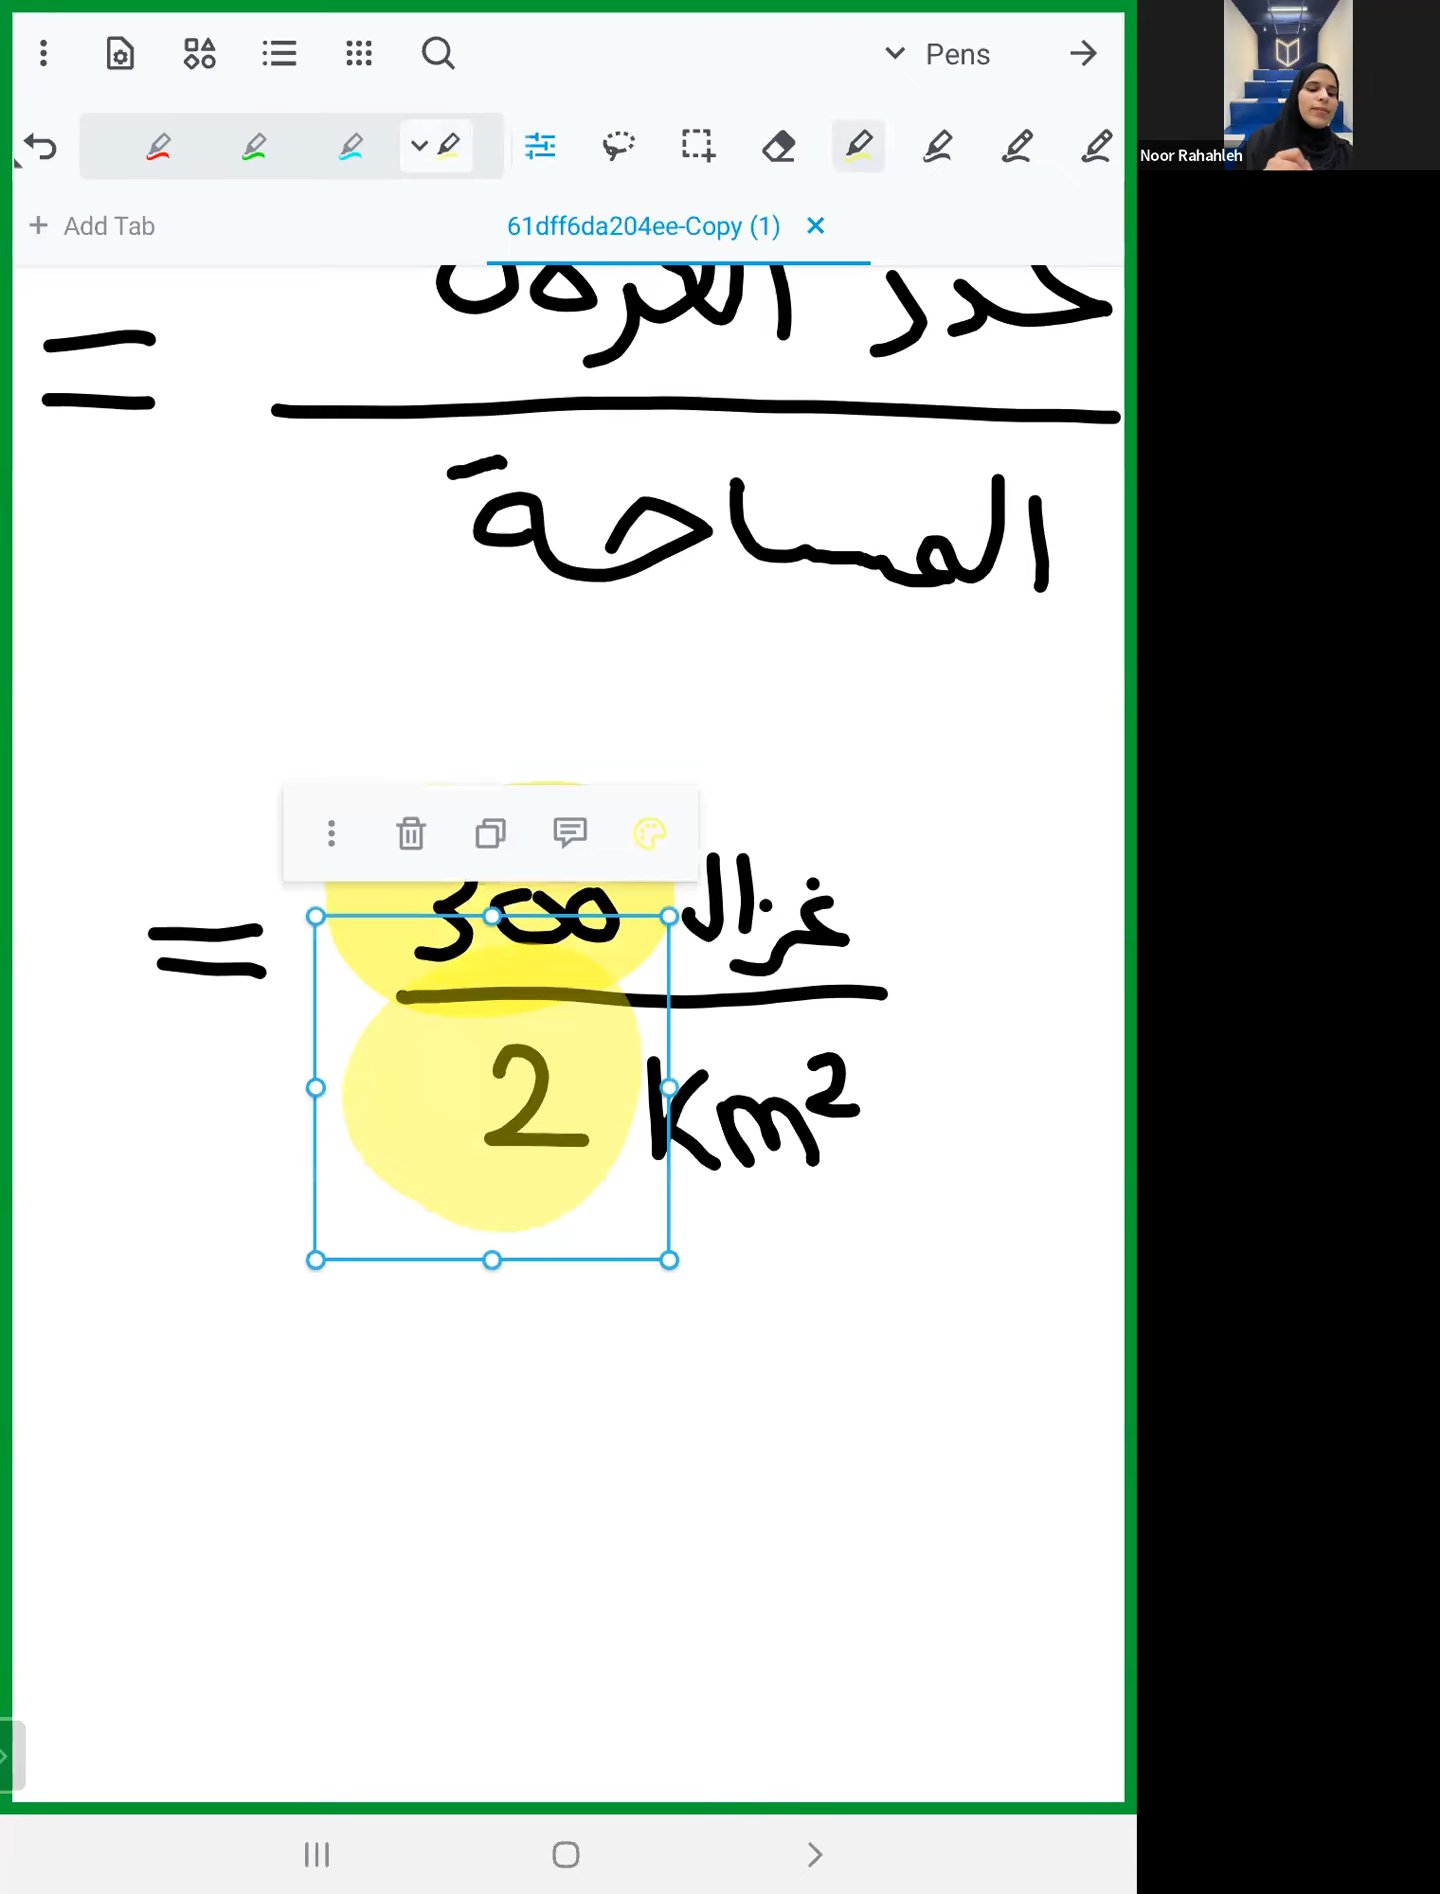 Pens
Noor Rahahleh
+ Add Tab
61dff6da204ee-Copy (1)
=
المساحة
= 300 غزال
2 Km²